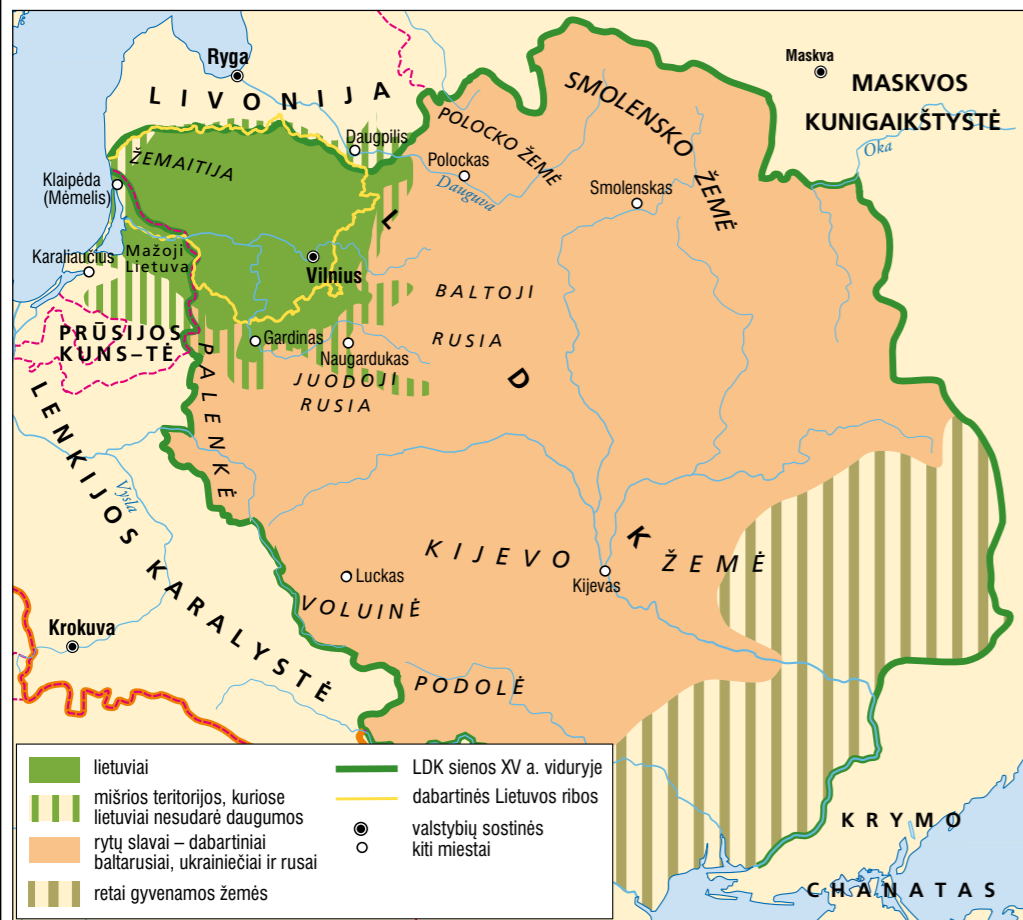 Ryga
Maskva
LIVONIJA
SMOLENSKO ŽEMĖ
MASKVOS
KUNIGAIKŠTYSTĖ
Oka
POLOCKO ŽEMĖ
Daugpilis
ŽEMAITIJA
Polockas
Dauguva
Klaipėda
(Mėmelis)
Smolenskas
L
Mažoji
Lietuva
Karaliaučius
Vilnius
BALTOJI
RUSIA
PRŪSIJOS
KUNS–TĖ
Gardinas
Naugardukas
D
JUODOJI
RUSIA
PALENKĖ
LENKIJOS KARALYSTĖ
Vysla
K
KIJEVO ŽEMĖ
Luckas
Kijevas
VOLUINĖ
Krokuva
PODOLĖ
lietuviai
mišrios teritorijos, kuriose
lietuviai nesudarė daugumos
rytų slavai – dabartiniai
baltarusiai, ukrainiečiai ir rusai
retai gyvenamos žemės
LDK sienos XV a. viduryje
dabartinės Lietuvos ribos
valstybių sostinės
kiti miestai
KRYMO
CHANATAS